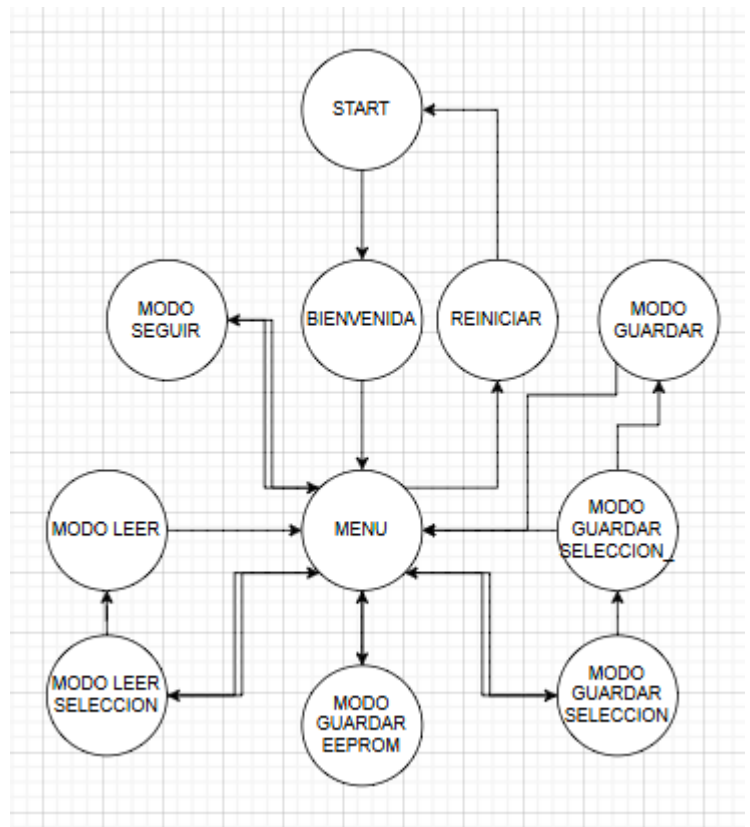 START
MODO
SEGUIR
BIENVENIDA
REINICIAR
MODO
GUARDAR
MODO LEER
MENU
MODO
GUARDAR
SELECCION_
MODO LEER
SELECCION
MODO
GUARDAR
EEPROM
MODO
GUARDAR
SELECCION